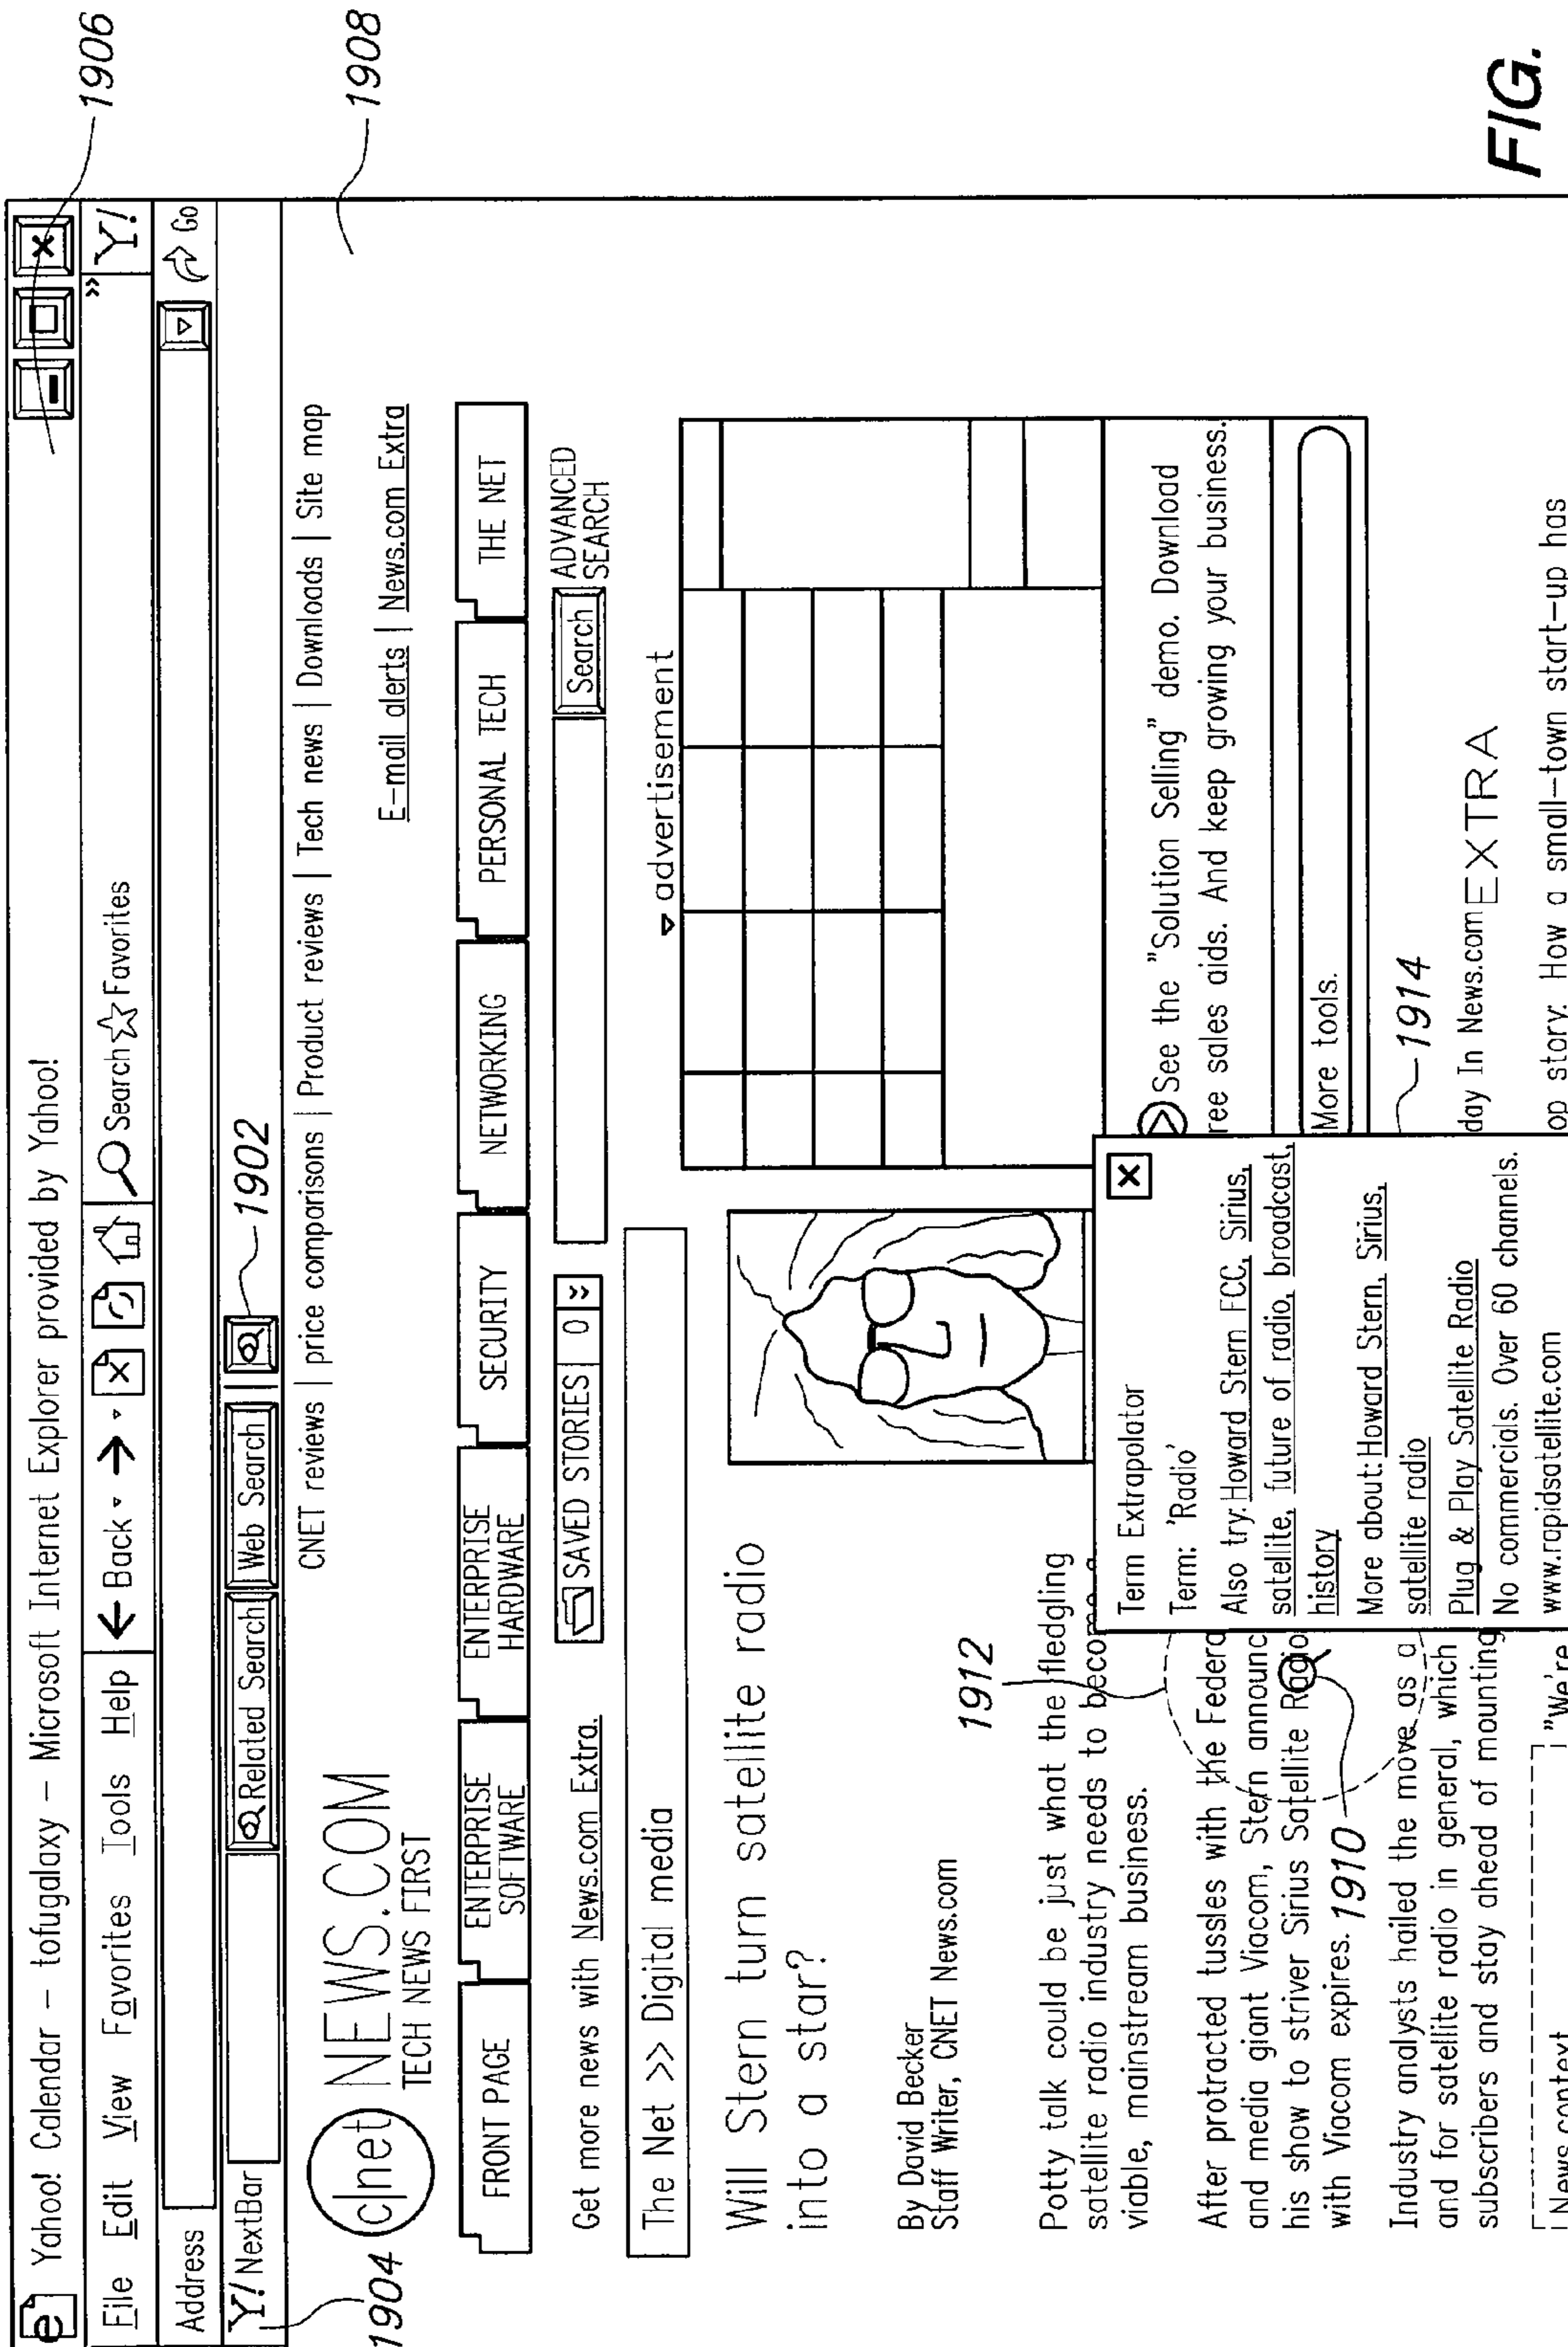 Yahoo! Calendar – tofugalaxy – Microsoft Internet Explorer provided by Yahoo!
1906
File Edit View Favorites Tools Help
Back
Search
Favorites
»
Y!
Address
Go
Y! NextBar
Related Search
Web Search
1902
1904
1908
CNET reviews | price comparisons | Product reviews | Tech news | Downloads | Site map
c|net NEWS.COM
TECH NEWS FIRST
E-mail alerts | News.com Extra
FRONT PAGE
ENTERPRISE
SOFTWARE
ENTERPRISE
HARDWARE
SECURITY
NETWORKING
PERSONAL TECH
THE NET
Get more news with News.com Extra.
SAVED STORIES 0 »
Search
ADVANCED
SEARCH
The Net >> Digital media
advertisement
Will Stern turn satellite radio
into a star?
By David Becker
Staff Writer, CNET News.com
1912
Potty talk could be just what the fledgling
satellite radio industry needs to become a
viable, mainstream business.
After protracted tussles with the Federa
and media giant Viacom, Stern announc
his show to striver Sirius Satellite Radio
with Viacom expires. 1910
Industry analysts hailed the move as a
and for satellite radio in general, which
subscribers and stay ahead of mounting
News context
"We're
Term Extrapolator
Term: 'Radio'
Also try: Howard Stern FCC, Sirius,
satellite, future of radio, broadcast,
history
More about: Howard Stern, Sirius,
satellite radio
Plug & Play Satellite Radio
No commercials. Over 60 channels.
www.rapidsatellite.com
See the "Solution Selling" demo. Download
ree sales aids. And keep growing your business.
More tools.
1914
day In News.com EXTRA
op story: How a small-town start-up has
FIG.